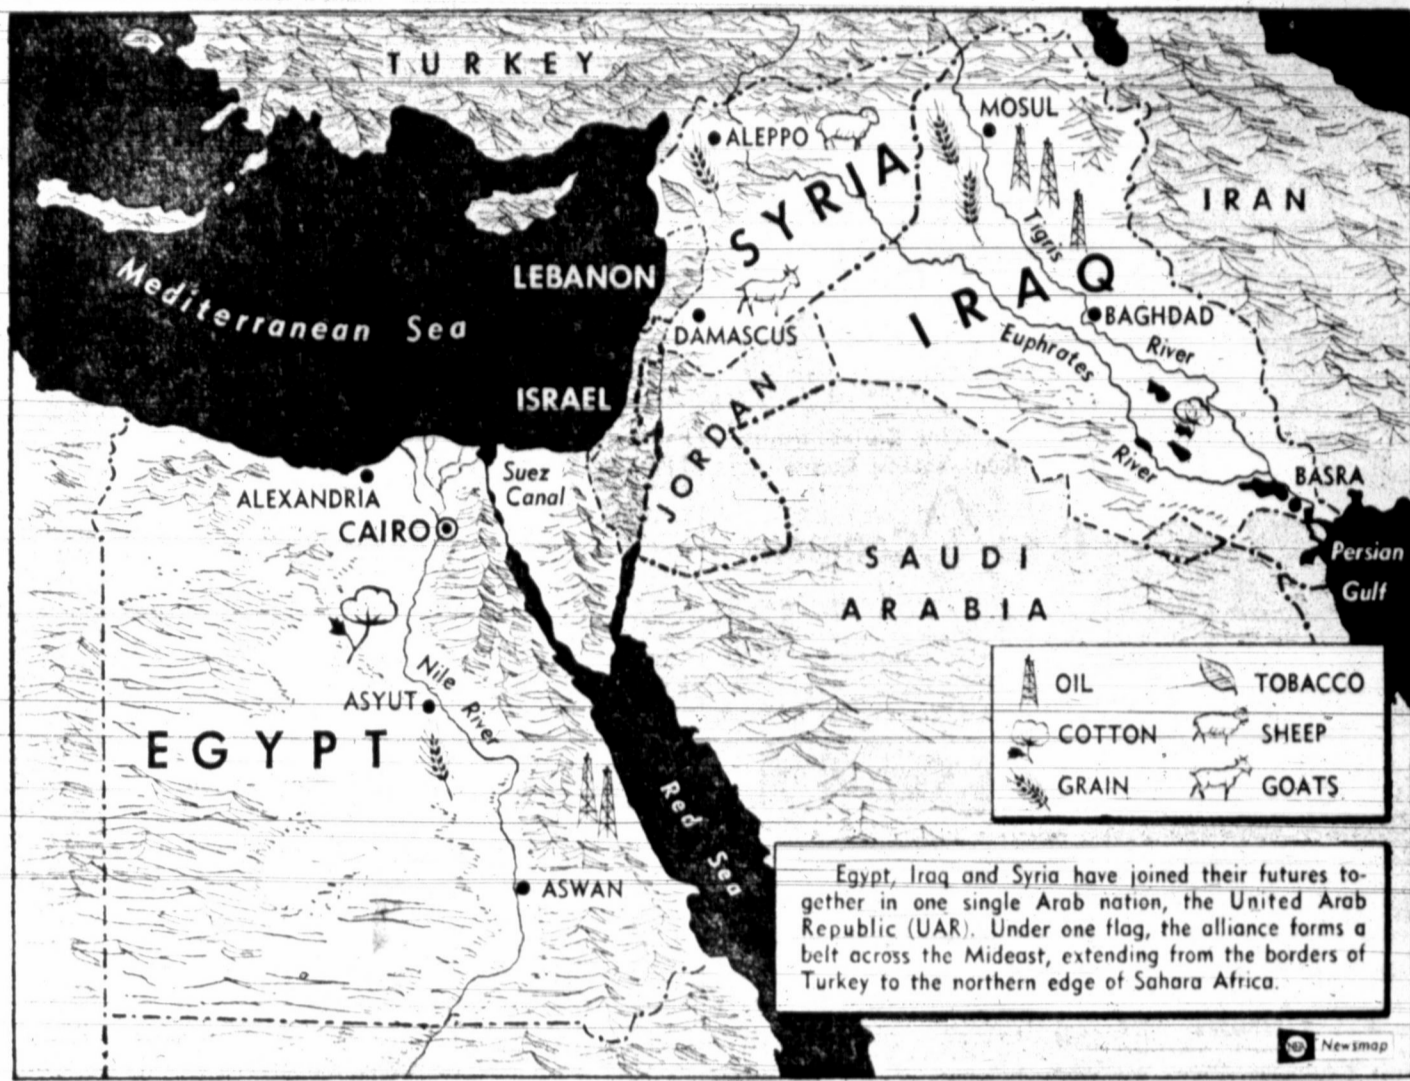 TURKEY
MOSUL
ALEPPO
SYRIA
IRAN
Tigris
Mediterranean Sea
LEBANON
IRAQ
DAMASCUS
BAGHDAD
Euphrates
River
ISRAEL
JORDAN
River
Suez
Canal
ALEXANDRIA
BASRA
CAIRO
SAUDI
ARABIA
Persian
Gulf
Nile
River
ASYUT
EGYPT
Red Sea
ASWAN
OIL
TOBACCO
COTTON
SHEEP
GRAIN
GOATS
Egypt, Iraq and Syria have joined their futures to-
gether in one single Arab nation, the United Arab
Republic (UAR). Under one flag, the alliance forms a
belt across the Mideast, extending from the borders of
Turkey to the northern edge of Sahara Africa.
NEA Newsmap